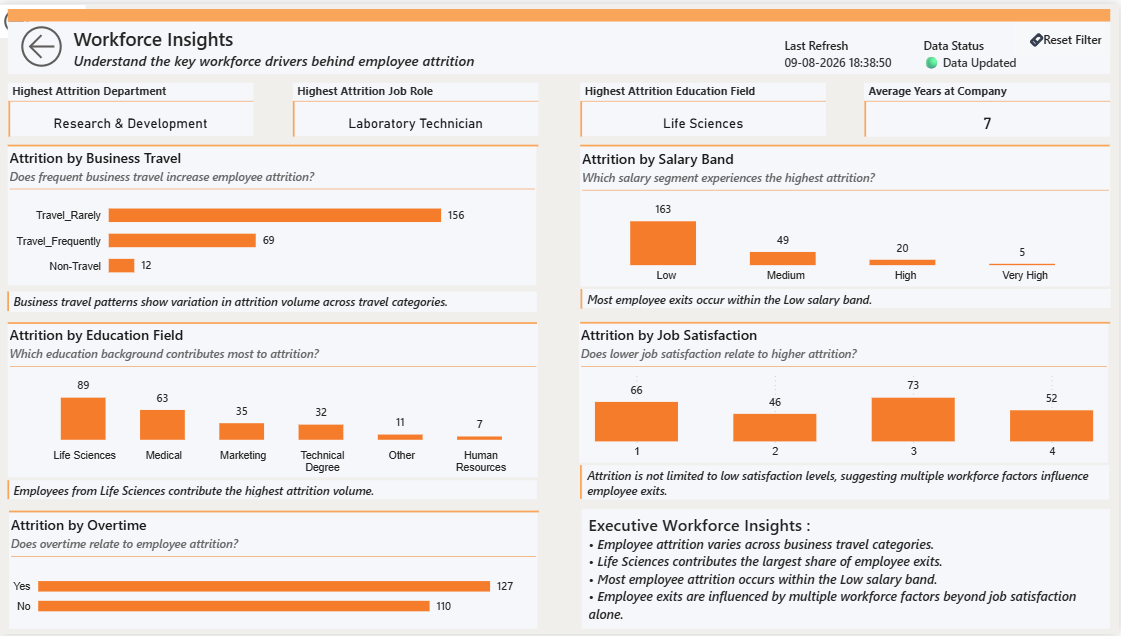 Workforce Insights
Understand the key workforce drivers behind employee attrition
Last Refresh
09-08-2026 18:38:50
Data Status
Data Updated
Reset Filter
Highest Attrition Department
Research & Development
Highest Attrition Job Role
Laboratory Technician
Highest Attrition Education Field
Life Sciences
Average Years at Company
7
Attrition by Business Travel
Does frequent business travel increase employee attrition?
Travel_Rarely 156
Travel_Frequently 69
Non-Travel 12
Business travel patterns show variation in attrition volume across travel categories.
Attrition by Salary Band
Which salary segment experiences the highest attrition?
163 49 20 5
Low Medium High Very High
Most employee exits occur within the Low salary band.
Attrition by Education Field
Which education background contributes most to attrition?
89 63 35 32 11 7
Life Sciences Medical Marketing Technical Other Human
Degree Resources
Employees from Life Sciences contribute the highest attrition volume.
Attrition by Job Satisfaction
Does lower job satisfaction relate to higher attrition?
66 46 73 52
1 2 3 4
Attrition is not limited to low satisfaction levels, suggesting multiple workforce factors influence
employee exits.
Attrition by Overtime
Does overtime relate to employee attrition?
Yes 127
No 110
Executive Workforce Insights :
• Employee attrition varies across business travel categories.
• Life Sciences contributes the largest share of employee exits.
• Most employee attrition occurs within the Low salary band.
• Employee exits are influenced by multiple workforce factors beyond job satisfaction
alone.